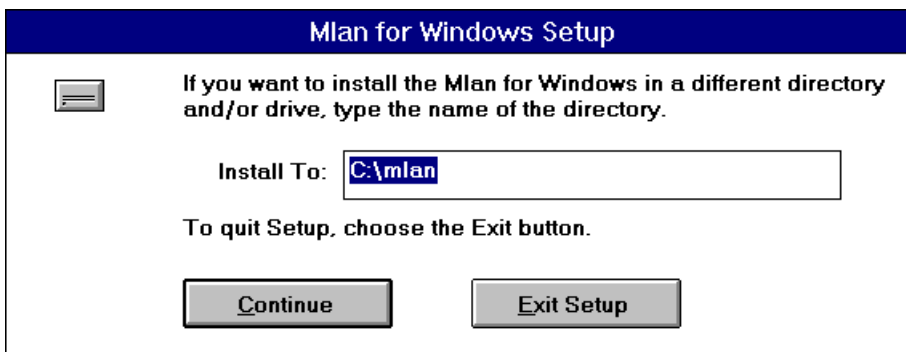 Mlan for Windows Setup
If you want to install the Mlan for Windows in a different directory
and/or drive, type the name of the directory.
Install To: C:\mlan
To quit Setup, choose the Exit button.
Continue Exit Setup